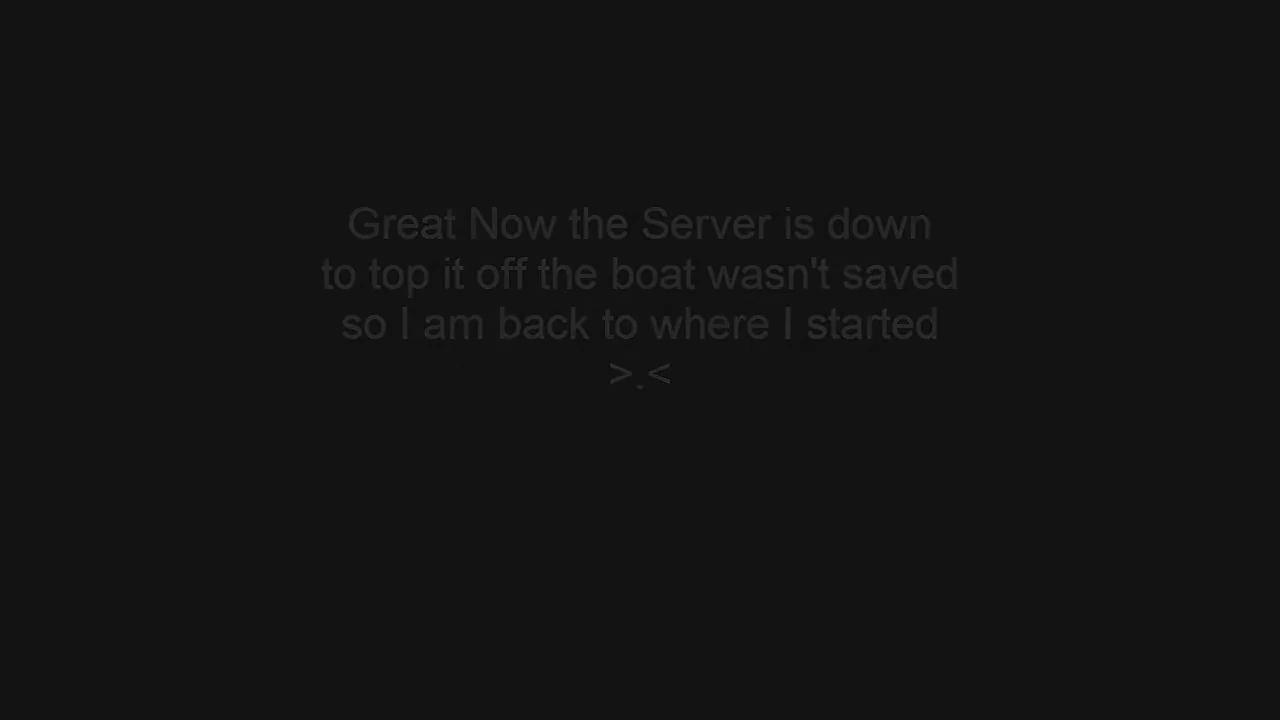 Great Now the Server is down
to top it off the boat wasn't saved
so I am back to where I started
>.<